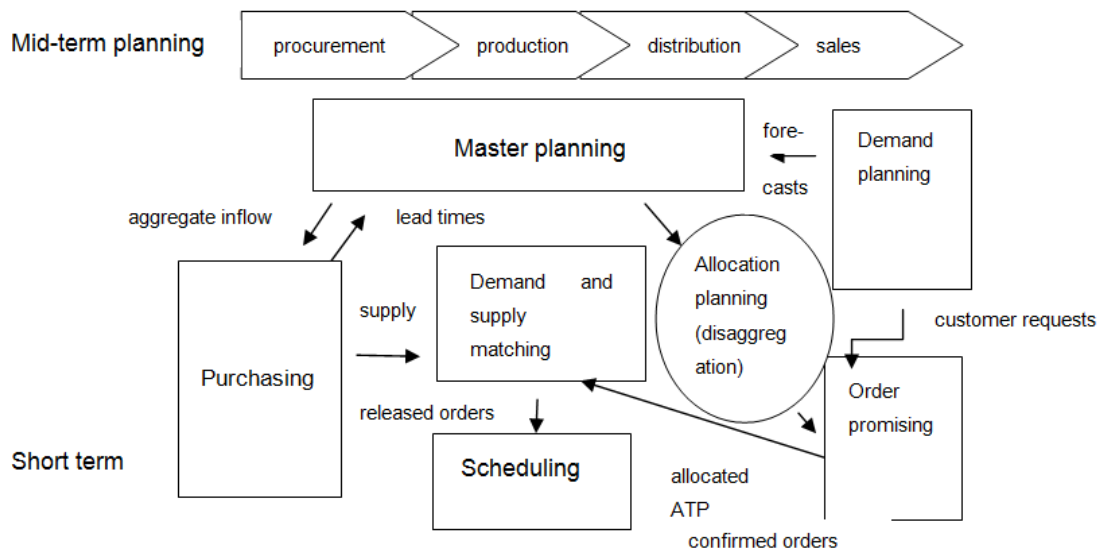 Mid-term planning
procurement
production
distribution
sales
Master planning
fore-
casts
Demand
planning
aggregate inflow
lead times
Purchasing
supply
Demand and
supply
matching
Allocation
planning
(disaggreg
ation)
customer requests
released orders
Order
promising
Short term
Scheduling
allocated
ATP
confirmed orders